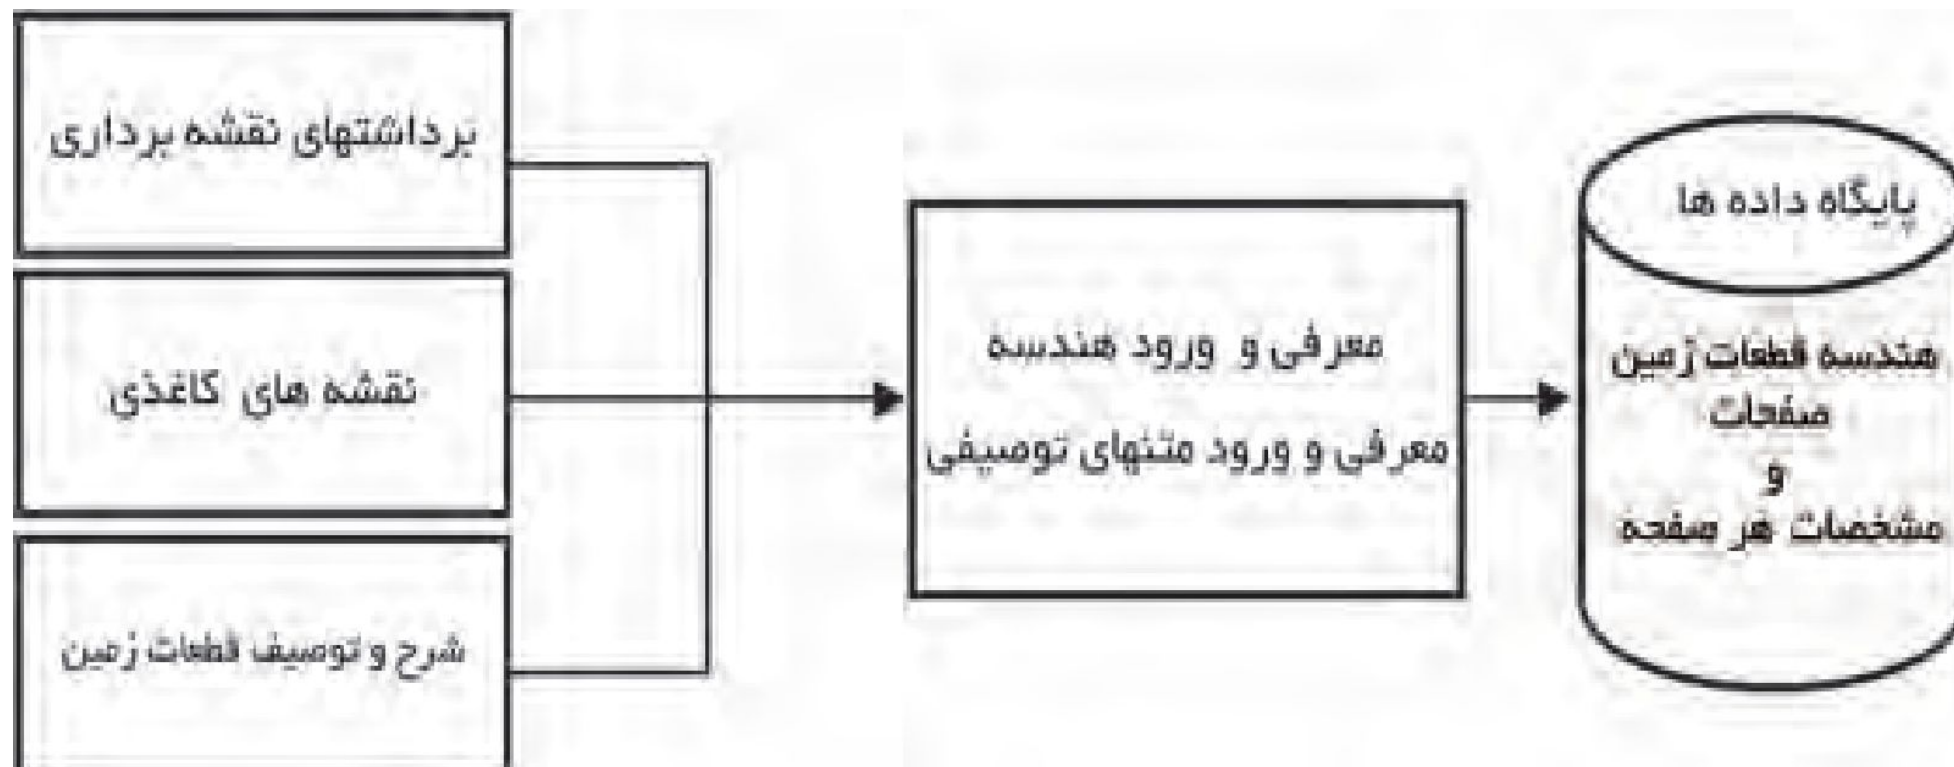 برداشتهای نقشه برداری
نقشه های کاغذی
شرح و توصیف قطعات زمین
معرفی و ورود هندسه
معرفی و ورود متنهای توصیفی
پایگاه داده ها
هندسه قطعات زمین
صفحات
و
مشخصات هر صفحه